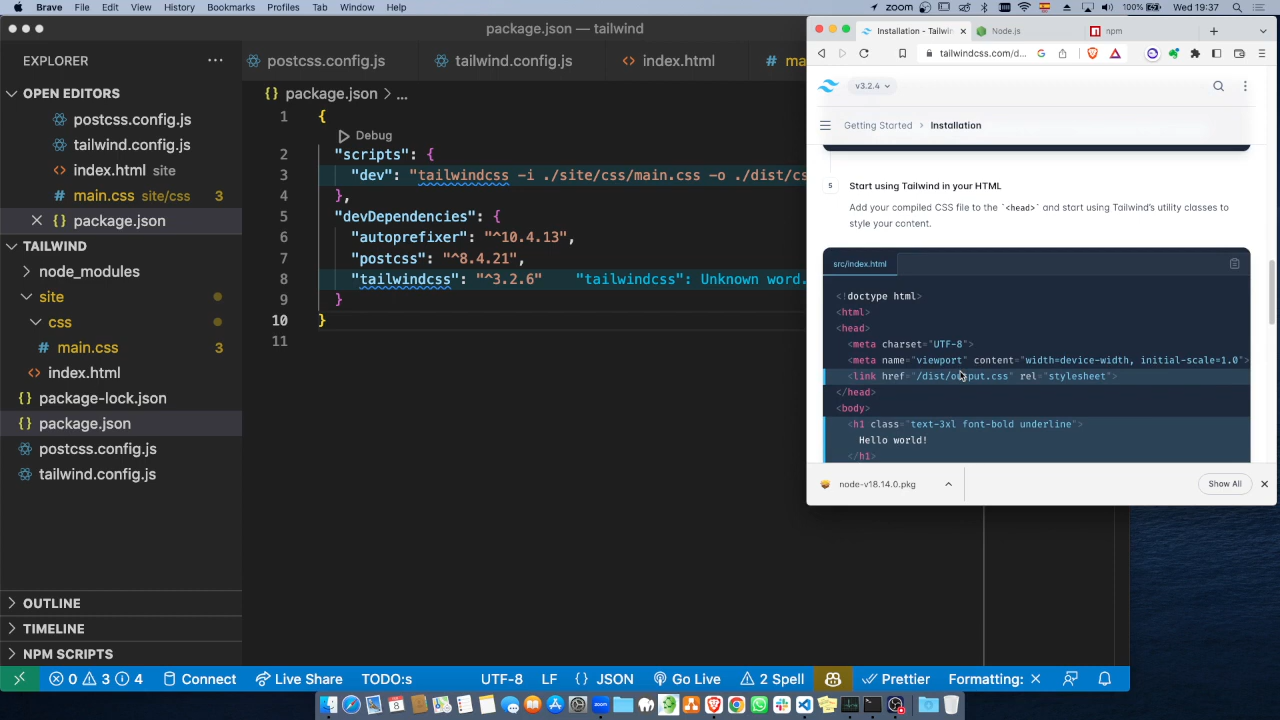 Brave File Edit View History Bookmarks Profiles Tab Window Help
zoom 100% Wed 19:37
package.json — tailwind
EXPLORER
OPEN EDITORS
postcss.config.js
tailwind.config.js
index.html site
main.css site/css 3
package.json
TAILWIND
node_modules
site
css
main.css 3
index.html
package-lock.json
package.json
postcss.config.js
tailwind.config.js
OUTLINE
TIMELINE
NPM SCRIPTS
postcss.config.js tailwind.config.js index.html
{} package.json > ...
1 {
Debug
2 "scripts": {
3 "dev": "tailwindcss -i ./site/css/main.css -o ./dist/cs
4 },
5 "devDependencies": {
6 "autoprefixer": "^10.4.13",
7 "postcss": "^8.4.21",
8 "tailwindcss": "^3.2.6" "tailwindcss": Unknown word.
9 }
10 }
11
Installation - Tailwin Node.js npm
tailwindcss.com/d...
v3.2.4
Getting Started > Installation
5 Start using Tailwind in your HTML
Add your compiled CSS file to the `<head>` and start using Tailwind's utility classes to
style your content.
src/index.html
<!doctype html>
<html>
<head>
<meta charset="UTF-8">
<meta name="viewport" content="width=device-width, initial-scale=1.0">
<link href="/dist/output.css" rel="stylesheet">
</head>
<body>
<h1 class="text-3xl font-bold underline">
Hello world!
</h1>
node-v18.14.0.pkg Show All
0 3 4 Connect Live Share TODO:s UTF-8 LF {} JSON Go Live 2 Spell Prettier Formatting: ×